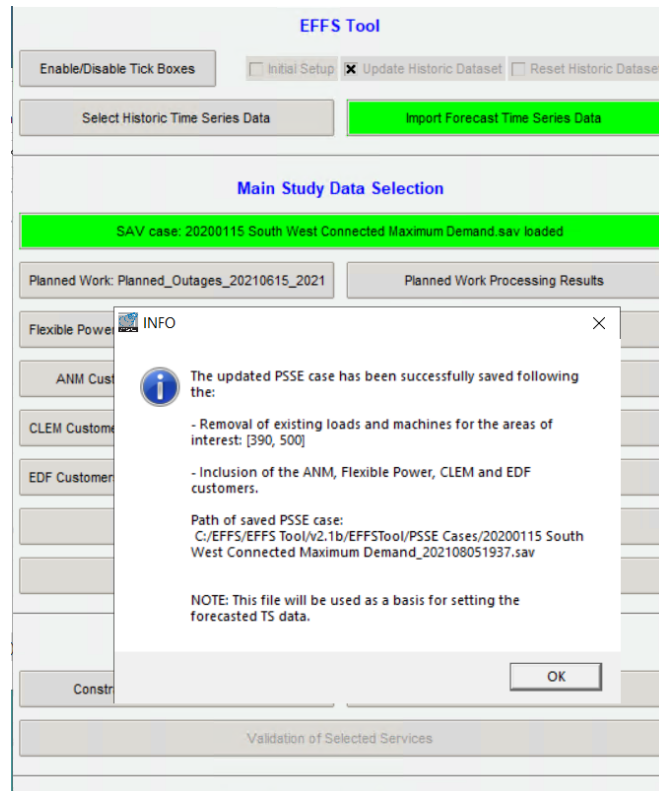 EFFS Tool
Enable/Disable Tick Boxes
Initial Setup
Update Historic Dataset
Reset Historic Dataset
Select Historic Time Series Data
Import Forecast Time Series Data
Main Study Data Selection
SAV case: 20200115 South West Connected Maximum Demand.sav loaded
Planned Work: Planned_Outages_20210615_2021
Planned Work Processing Results
Flexible Power
INFO
The updated PSSE case has been successfully saved following
the:
ANM Cust
- Removal of existing loads and machines for the areas of
interest: [390, 500]
CLEM Custome
- Inclusion of the ANM, Flexible Power, CLEM and EDF
customers.
EDF Customer
Path of saved PSSE case:
C:/EFFS/EFFS Tool/v2.1b/EFFSTool/PSSE Cases/20200115 South
West Connected Maximum Demand_202108051937.sav
NOTE: This file will be used as a basis for setting the
forecasted TS data.
OK
Constr
Validation of Selected Services